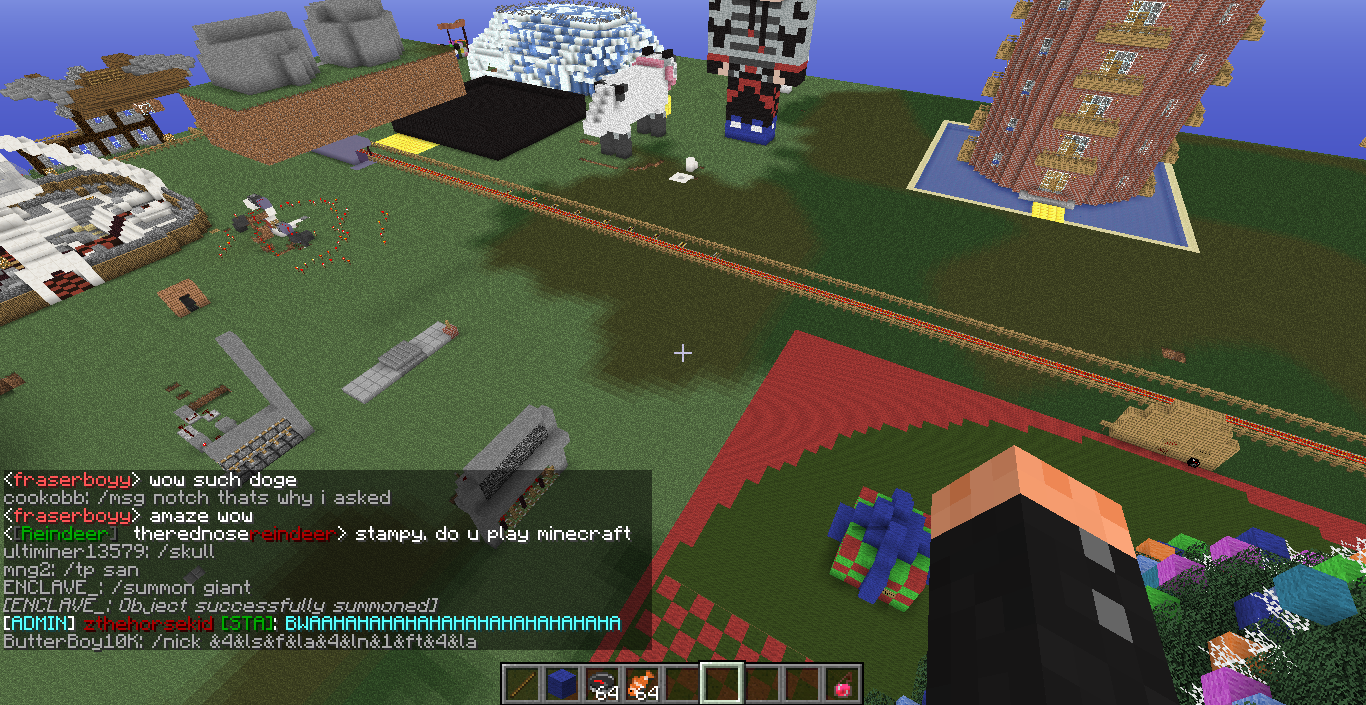 <fraserboyy> wow such doge
cookobb: /msg notch thats why i asked
<fraserboyy> amaze wow
<[Reindeer] therednosereindeer> stampy. do u play minecraft
ultiminer13579: /skull
mng2: /tp san
ENCLAVE_: /summon giant
[ENCLAVE_: Object successfully summoned]
[ADMIN] zthehorsekid [STA]: BWAAHAHAHAHAHAHAHAHAHAHAHAHA
ButterBoy10K: /nick &4&ls&f&la&4&ln&1&ft&4&la
64 64